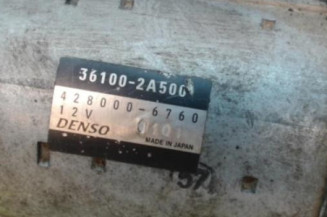 36100-2A500
428000-6760
12V
DENSO
MADE IN JAPAN